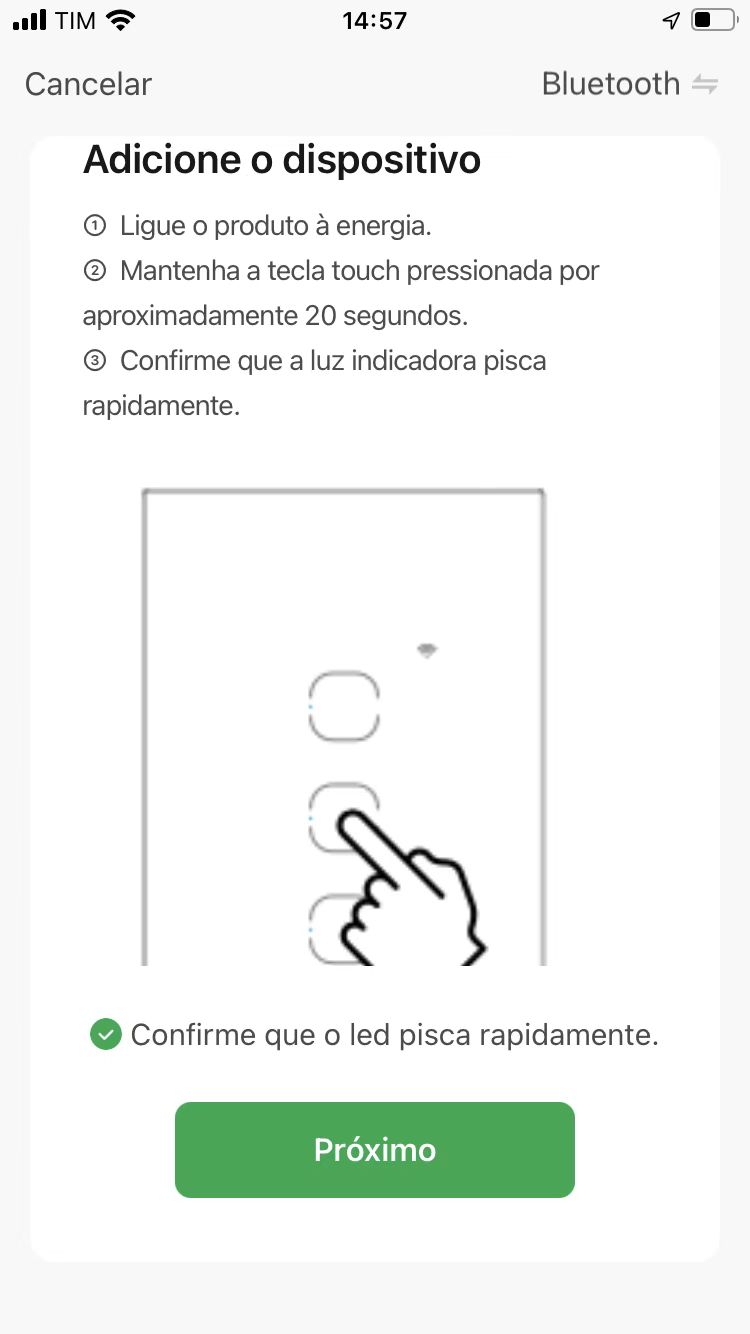 TIM 14:57
Cancelar Bluetooth
Adicione o dispositivo
① Ligue o produto à energia.
② Mantenha a tecla touch pressionada por
aproximadamente 20 segundos.
③ Confirme que a luz indicadora pisca
rapidamente.
Confirme que o led pisca rapidamente.
Próximo